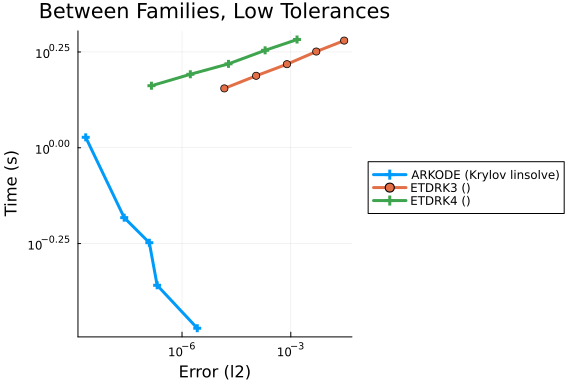 Between Families, Low Tolerances
Time (s)
10^0.25
10^0.00
10^−0.25
10^−6
10^−3
Error (l2)
ARKODE (Krylov linsolve)
ETDRK3 ()
ETDRK4 ()